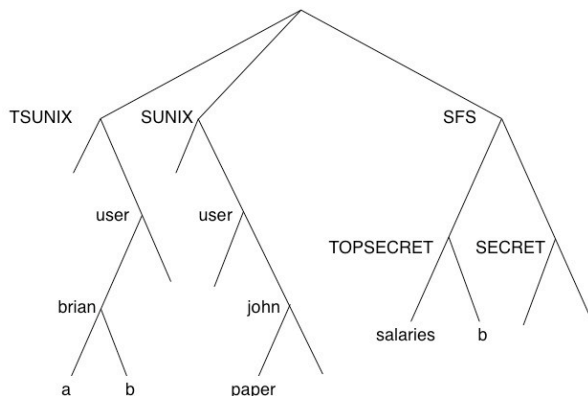 TSUNIX SUNIX SFS
user user
TOPSECRET SECRET
brian john
salaries b
a b paper